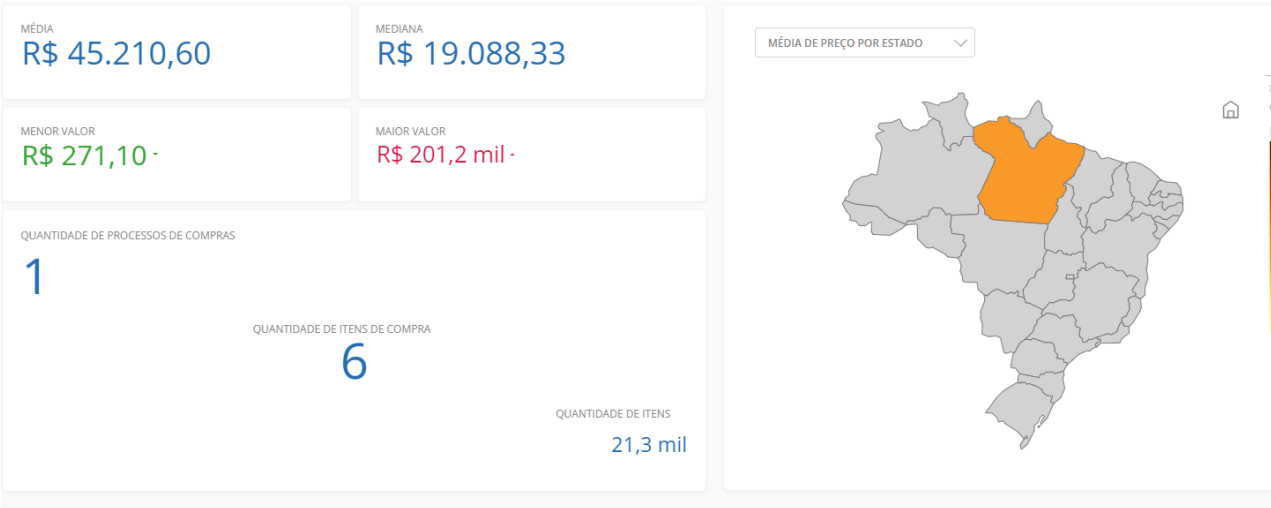 MÉDIA
R$ 45.210,60
MEDIANA
R$ 19.088,33
MENOR VALOR
R$ 271,10
MAIOR VALOR
R$ 201,2 mil
QUANTIDADE DE PROCESSOS DE COMPRAS
1
QUANTIDADE DE ITENS DE COMPRA
6
QUANTIDADE DE ITENS
21,3 mil
MÉDIA DE PREÇO POR ESTADO